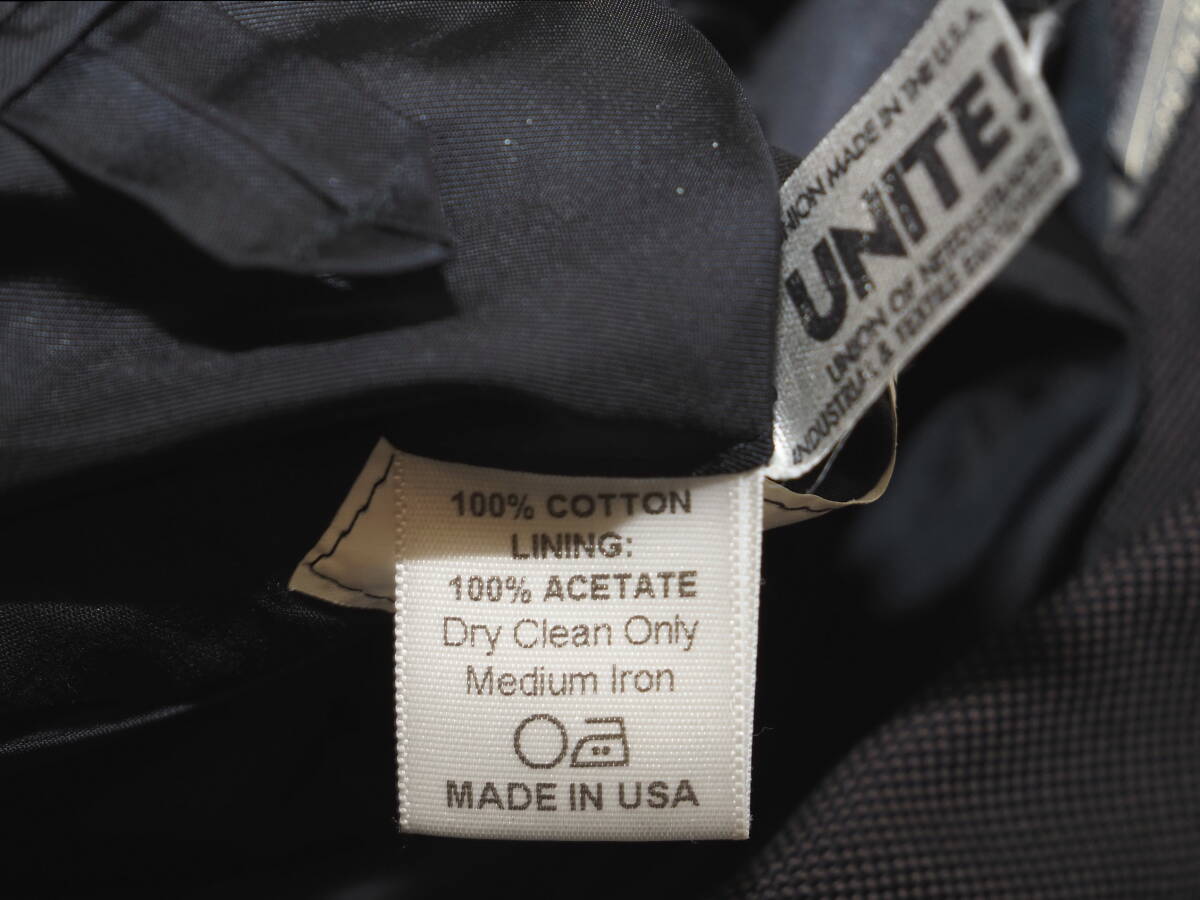 100% COTTON
LINING:
100% ACETATE
Dry Clean Only
Medium Iron
MADE IN USA
MADE IN THE U.S.A.
UNITE!
UNION OF NEEDLETRADES
INDUSTRIAL & TEXTILE EMPLOYEES